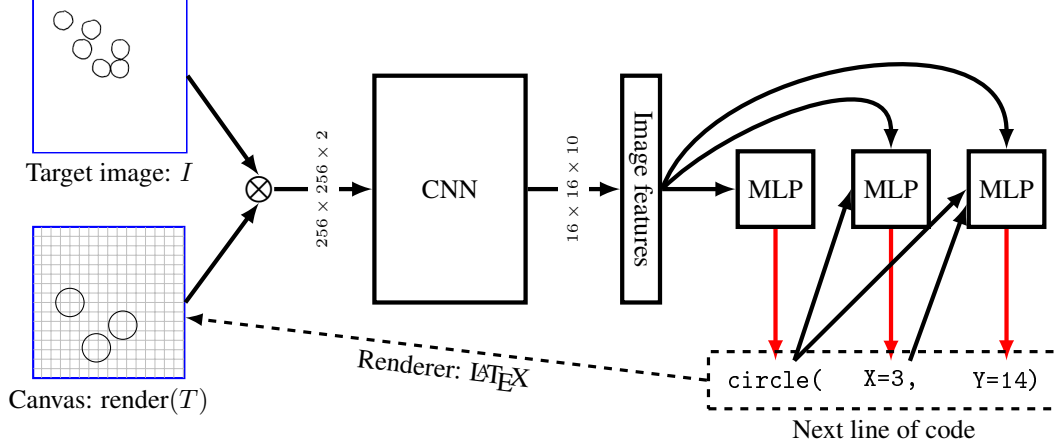 Target image: I
256 × 256 × 2
CNN
16 × 16 × 10
Image features
MLP
MLP
MLP
Canvas: render(T)
Renderer: LATEX
circle( X=3, Y=14)
Next line of code